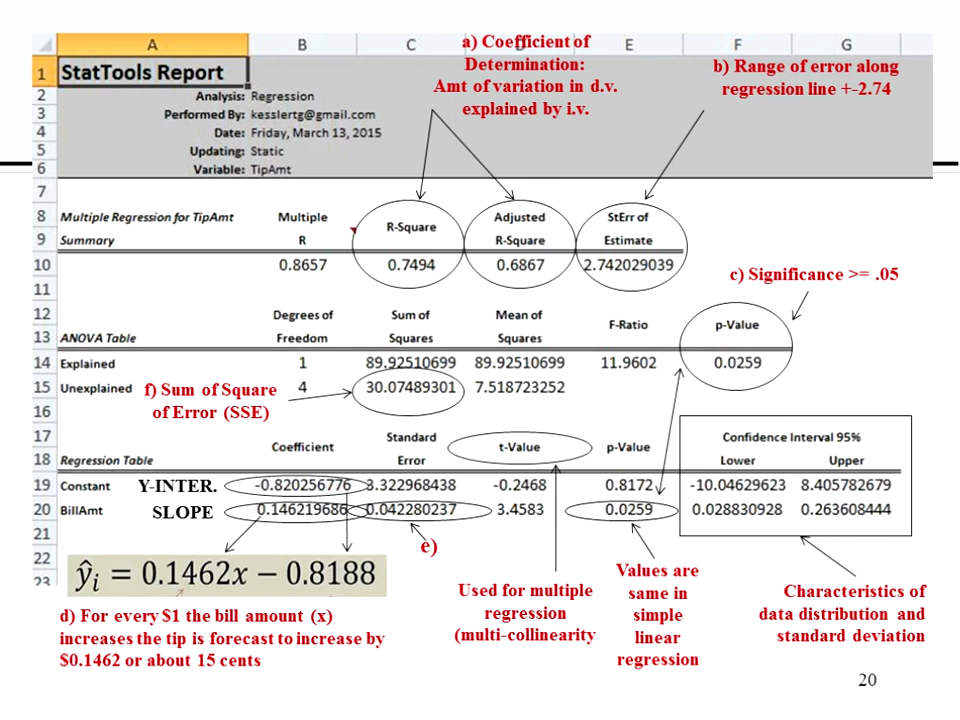 A B C D E F G
a) Coefficient of
Determination:
Amt of variation in d.v.
explained by i.v.
b) Range of error along
regression line +-2.74
1 StatTools Report
2 Analysis: Regression
3 Performed By: kesslertg@gmail.com
4 Date: Friday, March 13, 2015
5 Updating: Static
6 Variable: TipAmt
7
8 Multiple Regression for TipAmt Multiple R-Square Adjusted StErr of
9 Summary R R-Square Estimate
10 0.8657 0.7494 0.6867 2.742029039
c) Significance >= .05
11
12 Degrees of Sum of Mean of F-Ratio p-Value
13 ANOVA Table Freedom Squares Squares
14 Explained 1 89.92510699 89.92510699 11.9602 0.0259
15 Unexplained 4 30.07489301 7.518723252
f) Sum of Square
of Error (SSE)
16
17 Coefficient Standard t-Value p-Value Confidence Interval 95%
18 Regression Table Error Lower Upper
19 Constant Y-INTER. -0.820256776 3.322968438 -0.2468 0.8172 -10.04629623 8.405782679
20 BillAmt SLOPE 0.146219686 0.042280237 3.4583 0.0259 0.028830928 0.263608444
21
22
23
e)
ŷi = 0.1462x − 0.8188
d) For every $1 the bill amount (x)
increases the tip is forecast to increase by
$0.1462 or about 15 cents
Used for multiple
regression
(multi-collinearity
Values are
same in
simple
linear
regression
Characteristics of
data distribution and
standard deviation
20